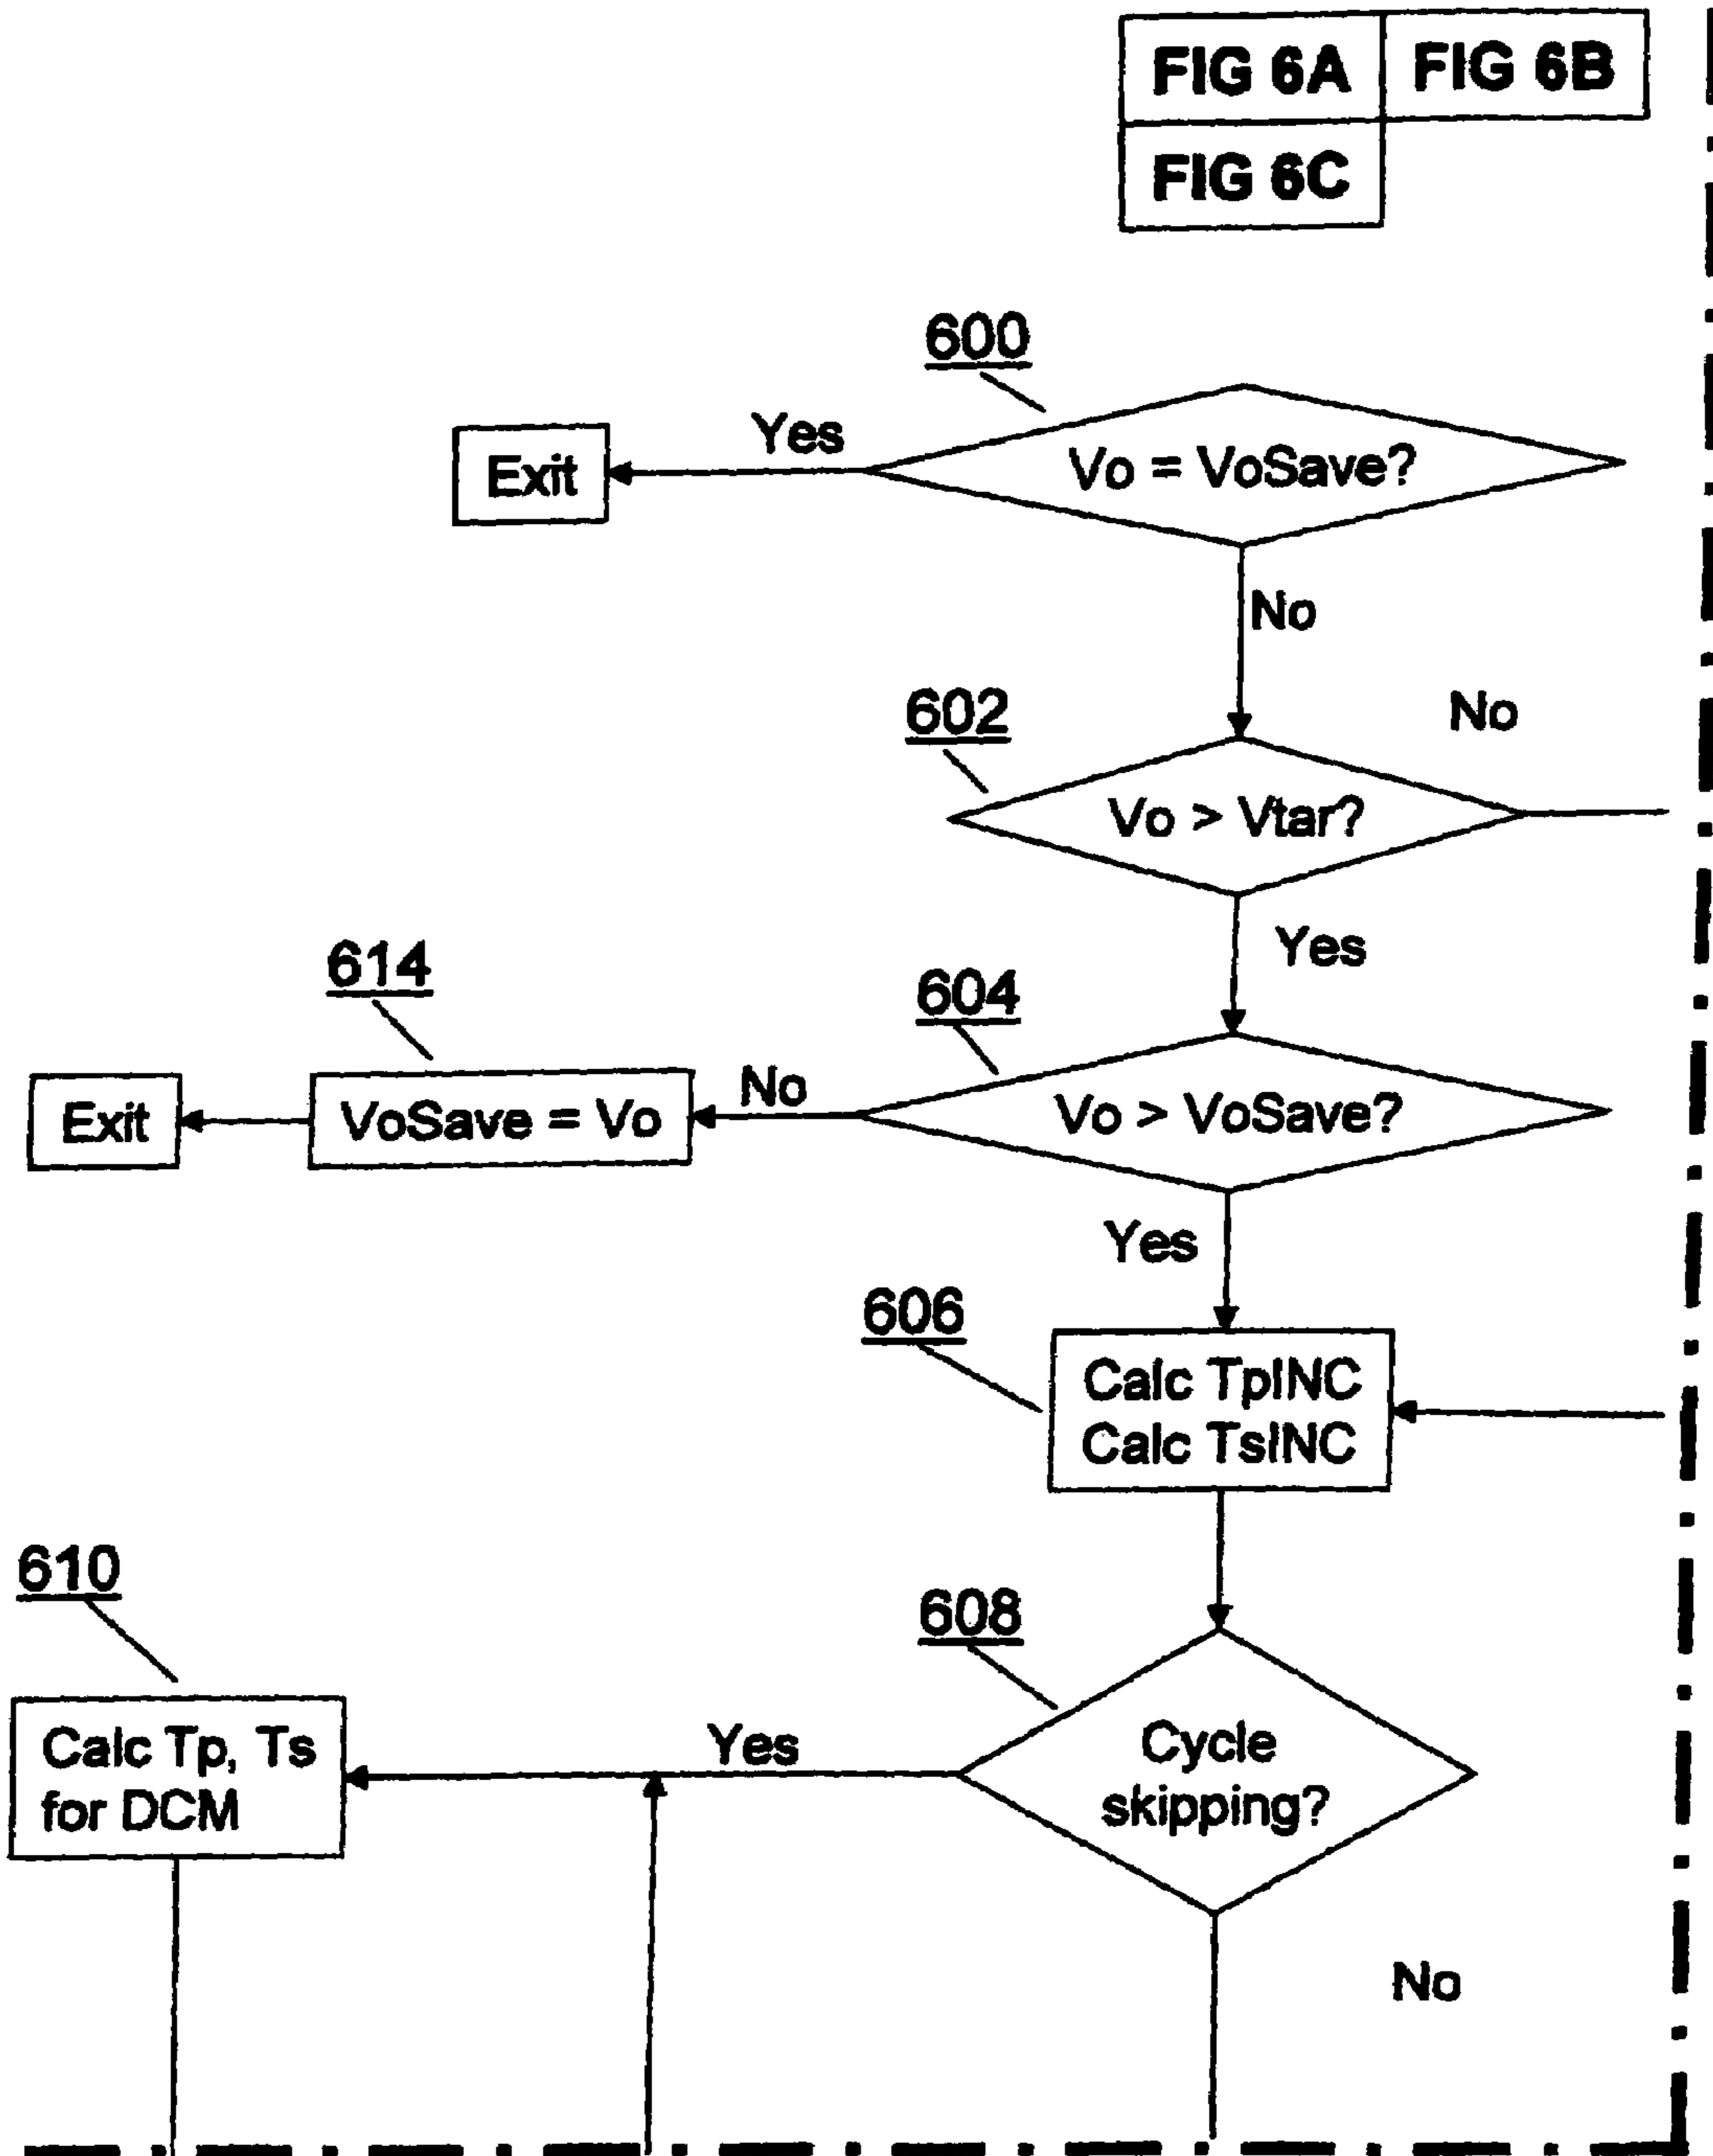 FIG 6A
FIG 6B
FIG 6C
600
Yes
Exit
Vo = VoSave?
No
602
No
Vo > Vtar?
Yes
614
604
Exit
VoSave = Vo
No
Vo > VoSave?
Yes
606
Calc TpINC
Calc TsINC
610
608
Calc Tp, Ts
for DCM
Yes
Cycle
skipping?
No